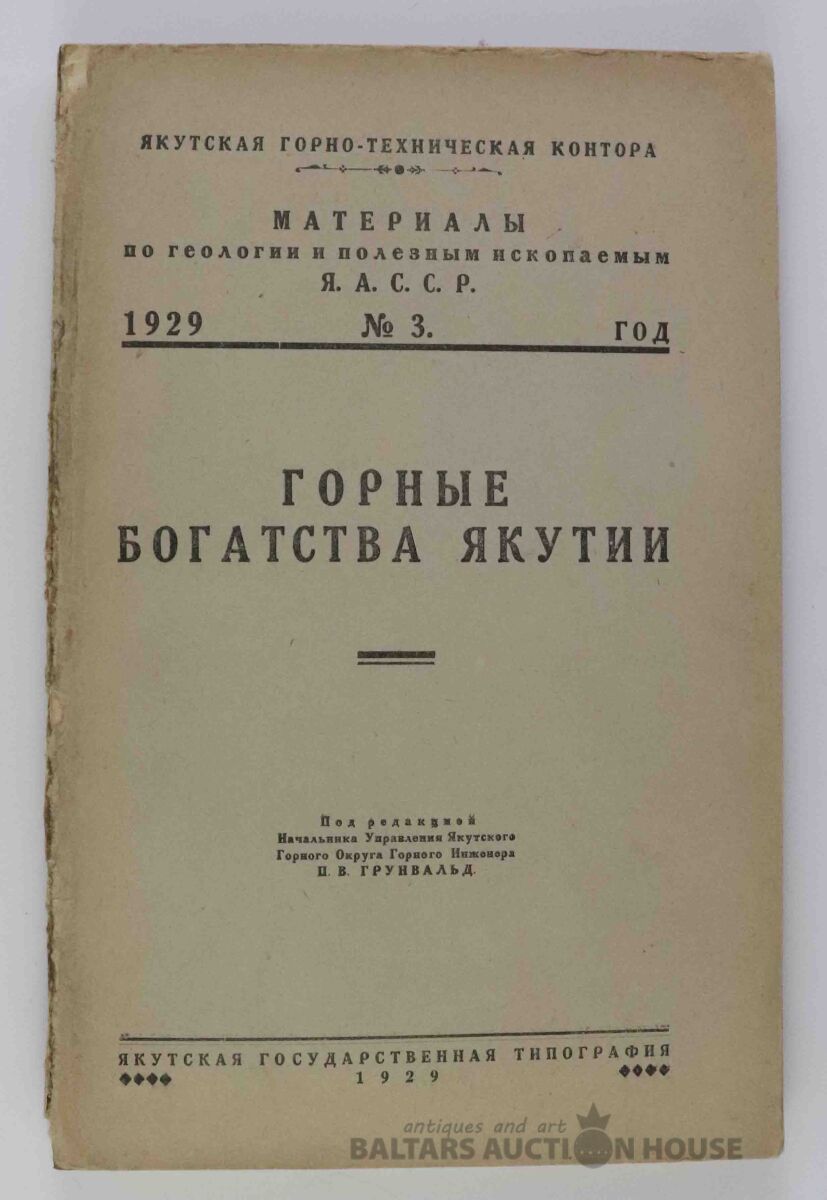 ЯКУТСКАЯ ГОРНО-ТЕХНИЧЕСКАЯ КОНТОРА
МАТЕРИАЛЫ
по геологии и полезным ископаемым
Я. А. С. С. Р.
1929 № 3. ГОД
ГОРНЫЕ
БОГАТСТВА ЯКУТИИ
Под редакцией
Начальника Управления Якутского
Горного Округа Горного Инженера
П. В. ГРУНВАЛЬД.
ЯКУТСКАЯ ГОСУДАРСТВЕННАЯ ТИПОГРАФИЯ
1929
antiques and art
BALTARS AUCTION HOUSE